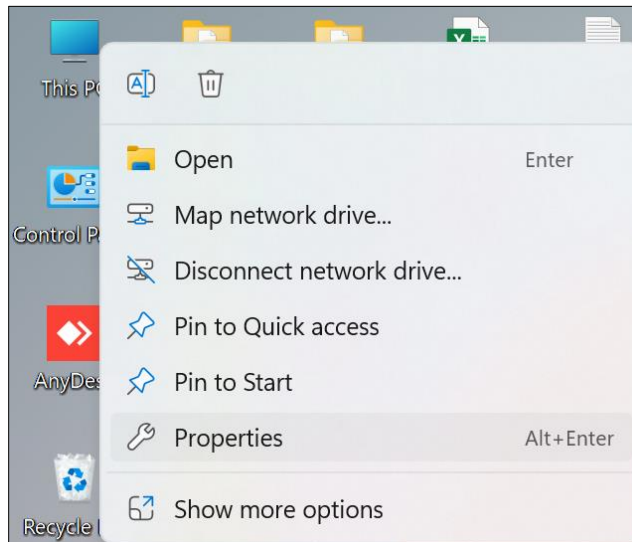 This P
Open Enter
Map network drive...
Control P
Disconnect network drive...
Pin to Quick access
AnyDes
Pin to Start
Properties Alt+Enter
Show more options
Recycle